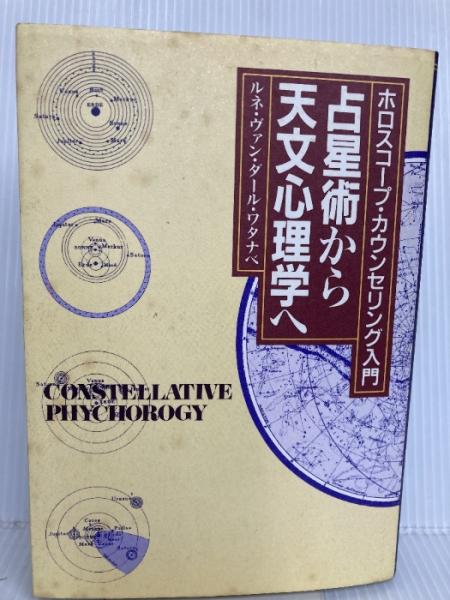 ホロスコープ・カウンセリング入門
占星術から
天文心理学へ
ルネ・ヴァン・ダール・ワタナベ
CONSTELLATIVE
PHYCHOROGY